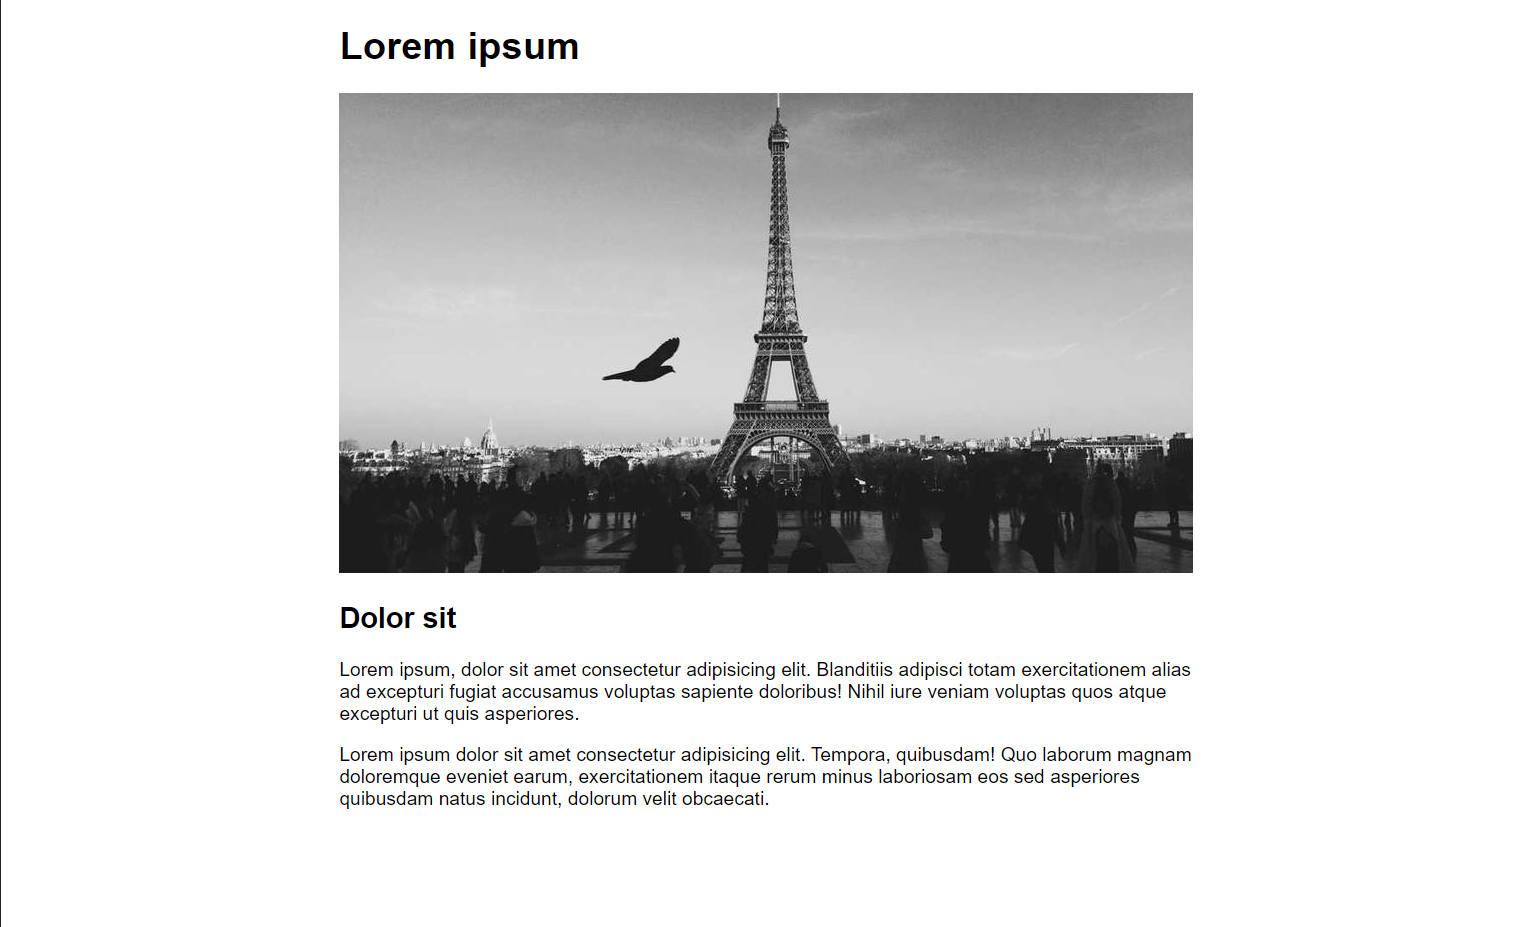 Lorem ipsum
Dolor sit
Lorem ipsum, dolor sit amet consectetur adipisicing elit. Blanditiis adipisci totam exercitationem alias
ad excepturi fugiat accusamus voluptas sapiente doloribus! Nihil iure veniam voluptas quos atque
excepturi ut quis asperiores.
Lorem ipsum dolor sit amet consectetur adipisicing elit. Tempora, quibusdam! Quo laborum magnam
doloremque eveniet earum, exercitationem itaque rerum minus laboriosam eos sed asperiores
quibusdam natus incidunt, dolorum velit obcaecati.